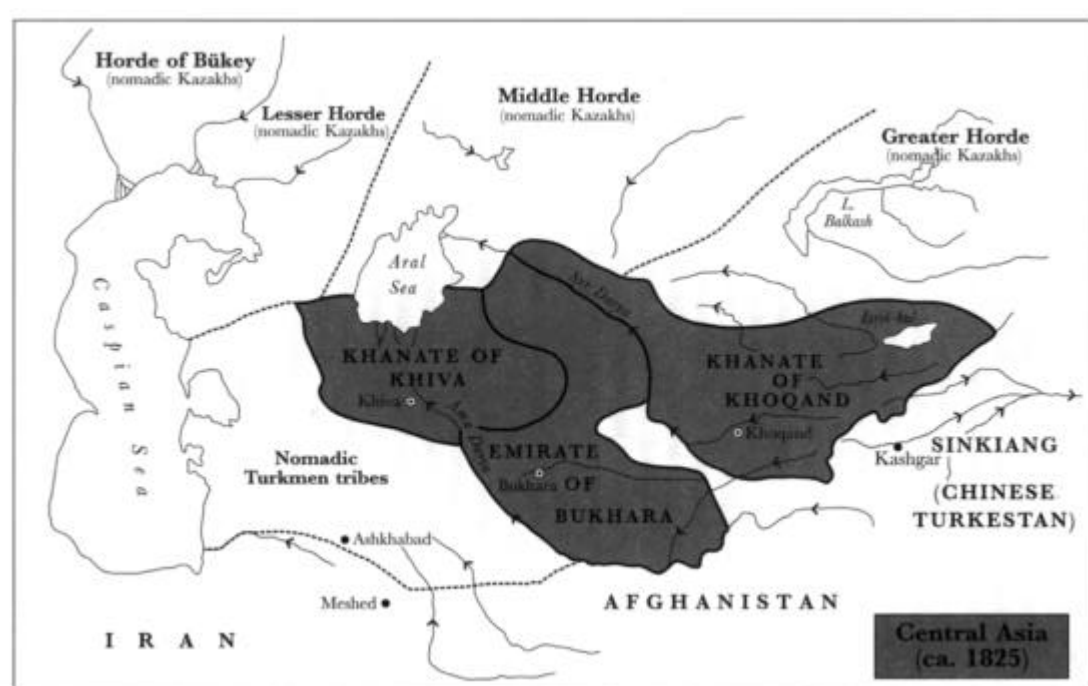 Horde of Bükey
(nomadic Kazakhs)
Lesser Horde
(nomadic Kazakhs)
Middle Horde
(nomadic Kazakhs)
Greater Horde
(nomadic Kazakhs)
L.
Balkash
Caspian Sea
Aral
Sea
Syr Darya
Issyk-kul
KHANATE OF
KHIVA
Khiva
Amu Darya
KHANATE
OF
KHOQAND
Khoqand
EMIRATE
Bukhara OF
BUKHARA
Nomadic
Turkmen tribes
Kashgar
SINKIANG
(CHINESE
TURKESTAN)
Ashkhabad
Meshed
AFGHANISTAN
IRAN
Central Asia
(ca. 1825)